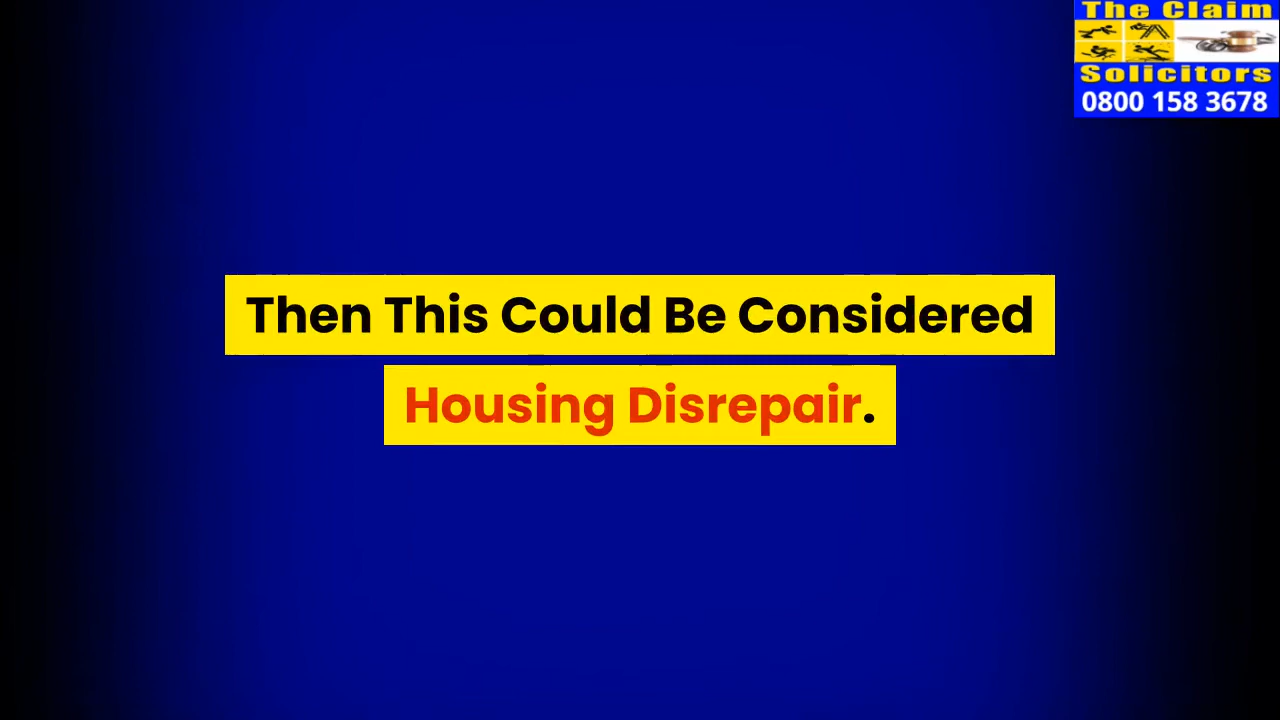 The Claim
Solicitors
0800 158 3678
Then This Could Be Considered
Housing Disrepair.